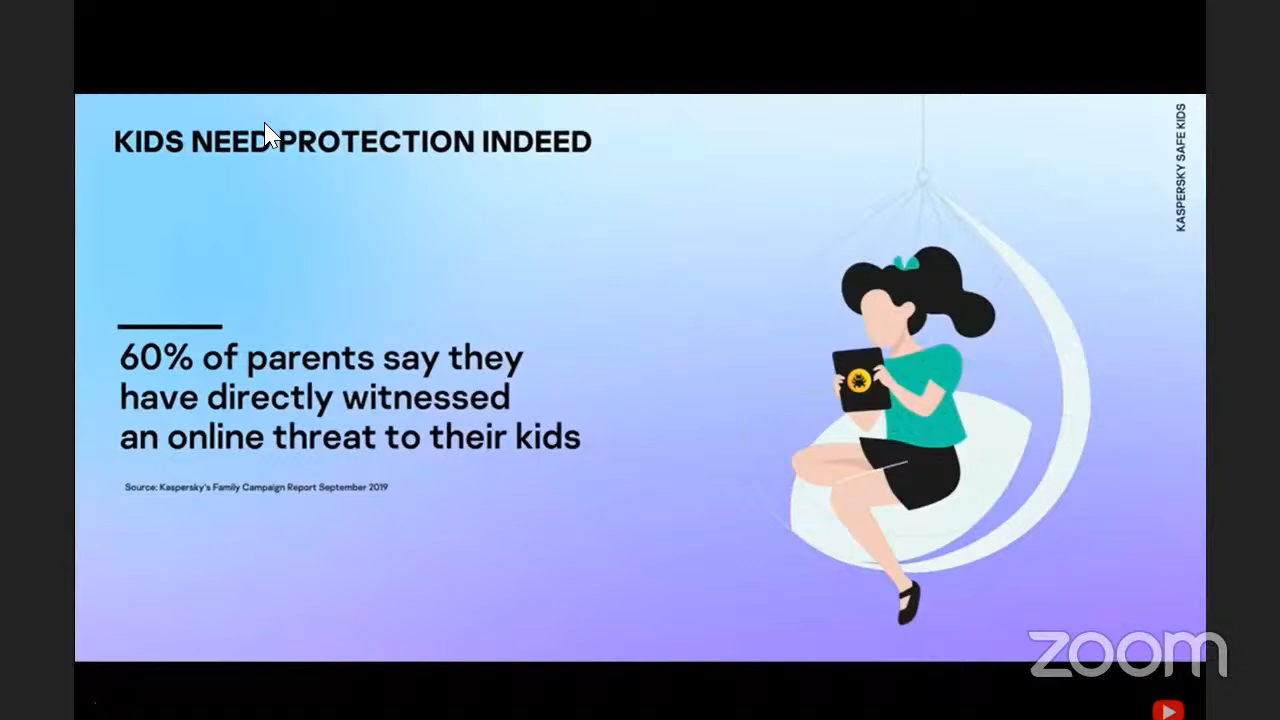 KIDS NEED PROTECTION INDEED
KASPERSKY SAFE KIDS
60% of parents say they
have directly witnessed
an online threat to their kids
Source: Kaspersky's Family Campaign Report September 2019
zoom